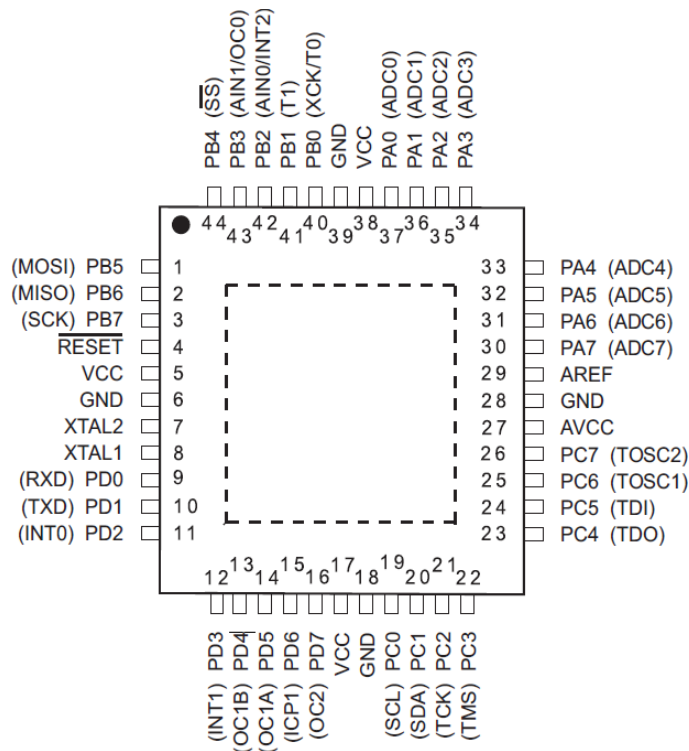 PB4 (SS)
PB3 (AIN1/OC0)
PB2 (AIN0/INT2)
PB1 (T1)
PB0 (XCK/T0)
GND
VCC
PA0 (ADC0)
PA1 (ADC1)
PA2 (ADC2)
PA3 (ADC3)
44 43 42 41 40 39 38 37 36 35 34
(MOSI) PB5 1
(MISO) PB6 2
(SCK) PB7 3
RESET 4
VCC 5
GND 6
XTAL2 7
XTAL1 8
(RXD) PD0 9
(TXD) PD1 10
(INT0) PD2 11
33 PA4 (ADC4)
32 PA5 (ADC5)
31 PA6 (ADC6)
30 PA7 (ADC7)
29 AREF
28 GND
27 AVCC
26 PC7 (TOSC2)
25 PC6 (TOSC1)
24 PC5 (TDI)
23 PC4 (TDO)
12 13 14 15 16 17 18 19 20 21 22
(INT1) PD3
(OC1B) PD4
(OC1A) PD5
(ICP1) PD6
(OC2) PD7
VCC
GND
(SCL) PC0
(SDA) PC1
(TCK) PC2
(TMS) PC3